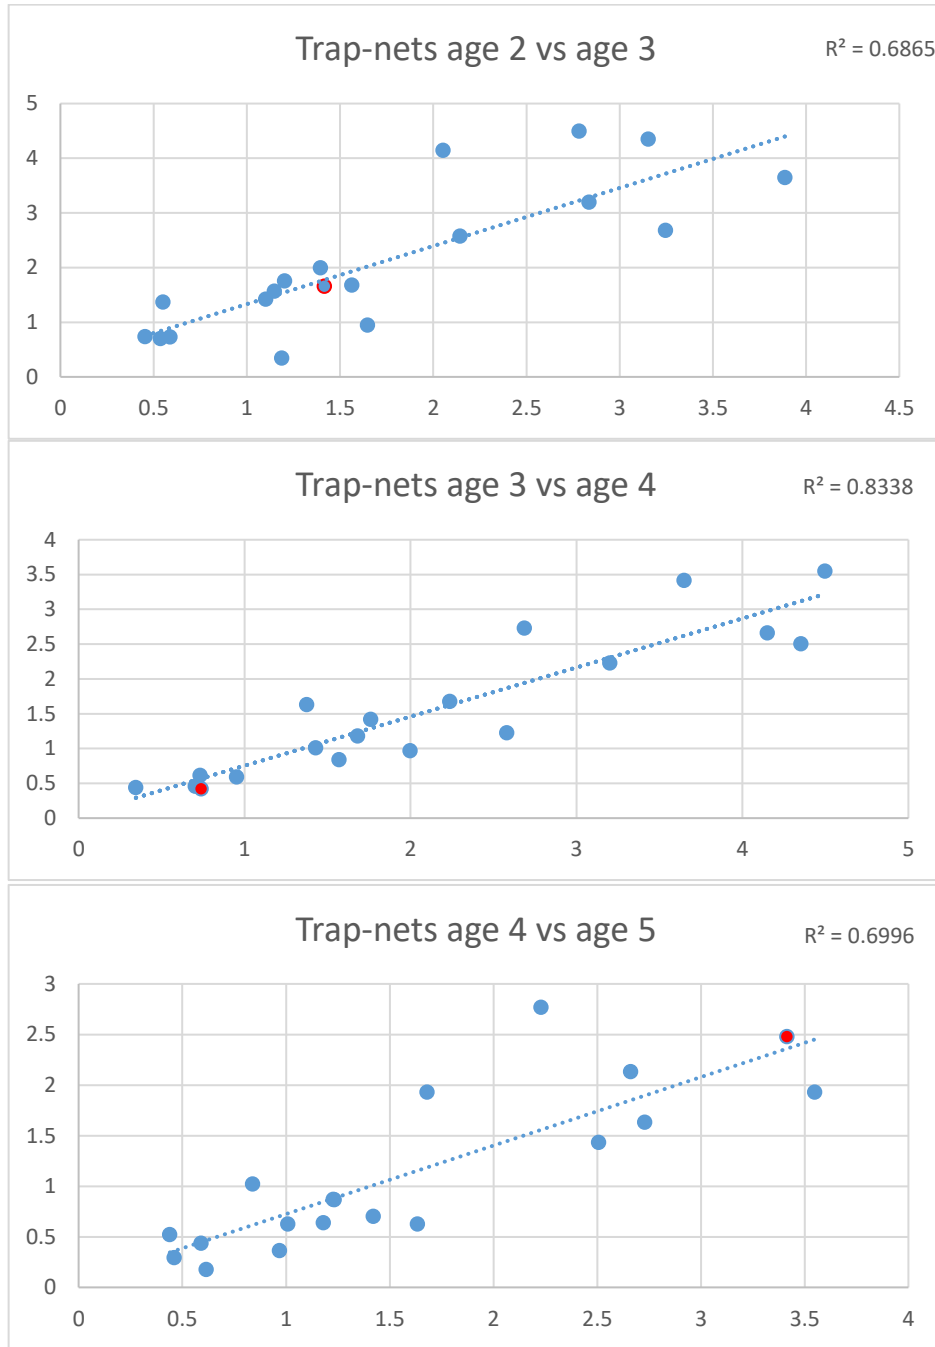 Trap-nets age 2 vs age 3
R² = 0.6865
5
4
3
2
1
0
0 0.5 1 1.5 2 2.5 3 3.5 4 4.5
Trap-nets age 3 vs age 4
R² = 0.8338
4
3.5
3
2.5
2
1.5
1
0.5
0
0 1 2 3 4 5
Trap-nets age 4 vs age 5
R² = 0.6996
3
2.5
2
1.5
1
0.5
0
0 0.5 1 1.5 2 2.5 3 3.5 4